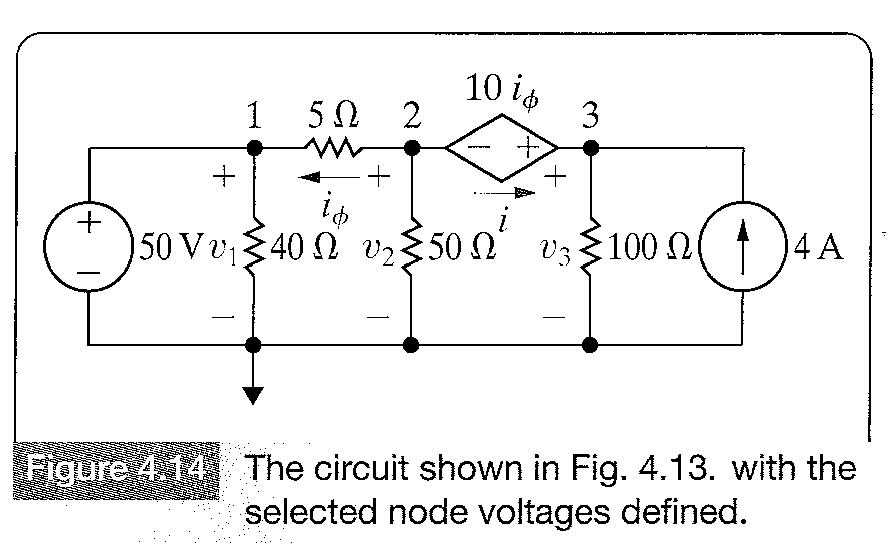 10 iϕ
1 5 Ω 2 3
− +
+ + +
iϕ i
+ − 50 V v1 40 Ω v2 50 Ω v3 100 Ω 4 A
− − −
Figure 4.14 The circuit shown in Fig. 4.13. with the
selected node voltages defined.